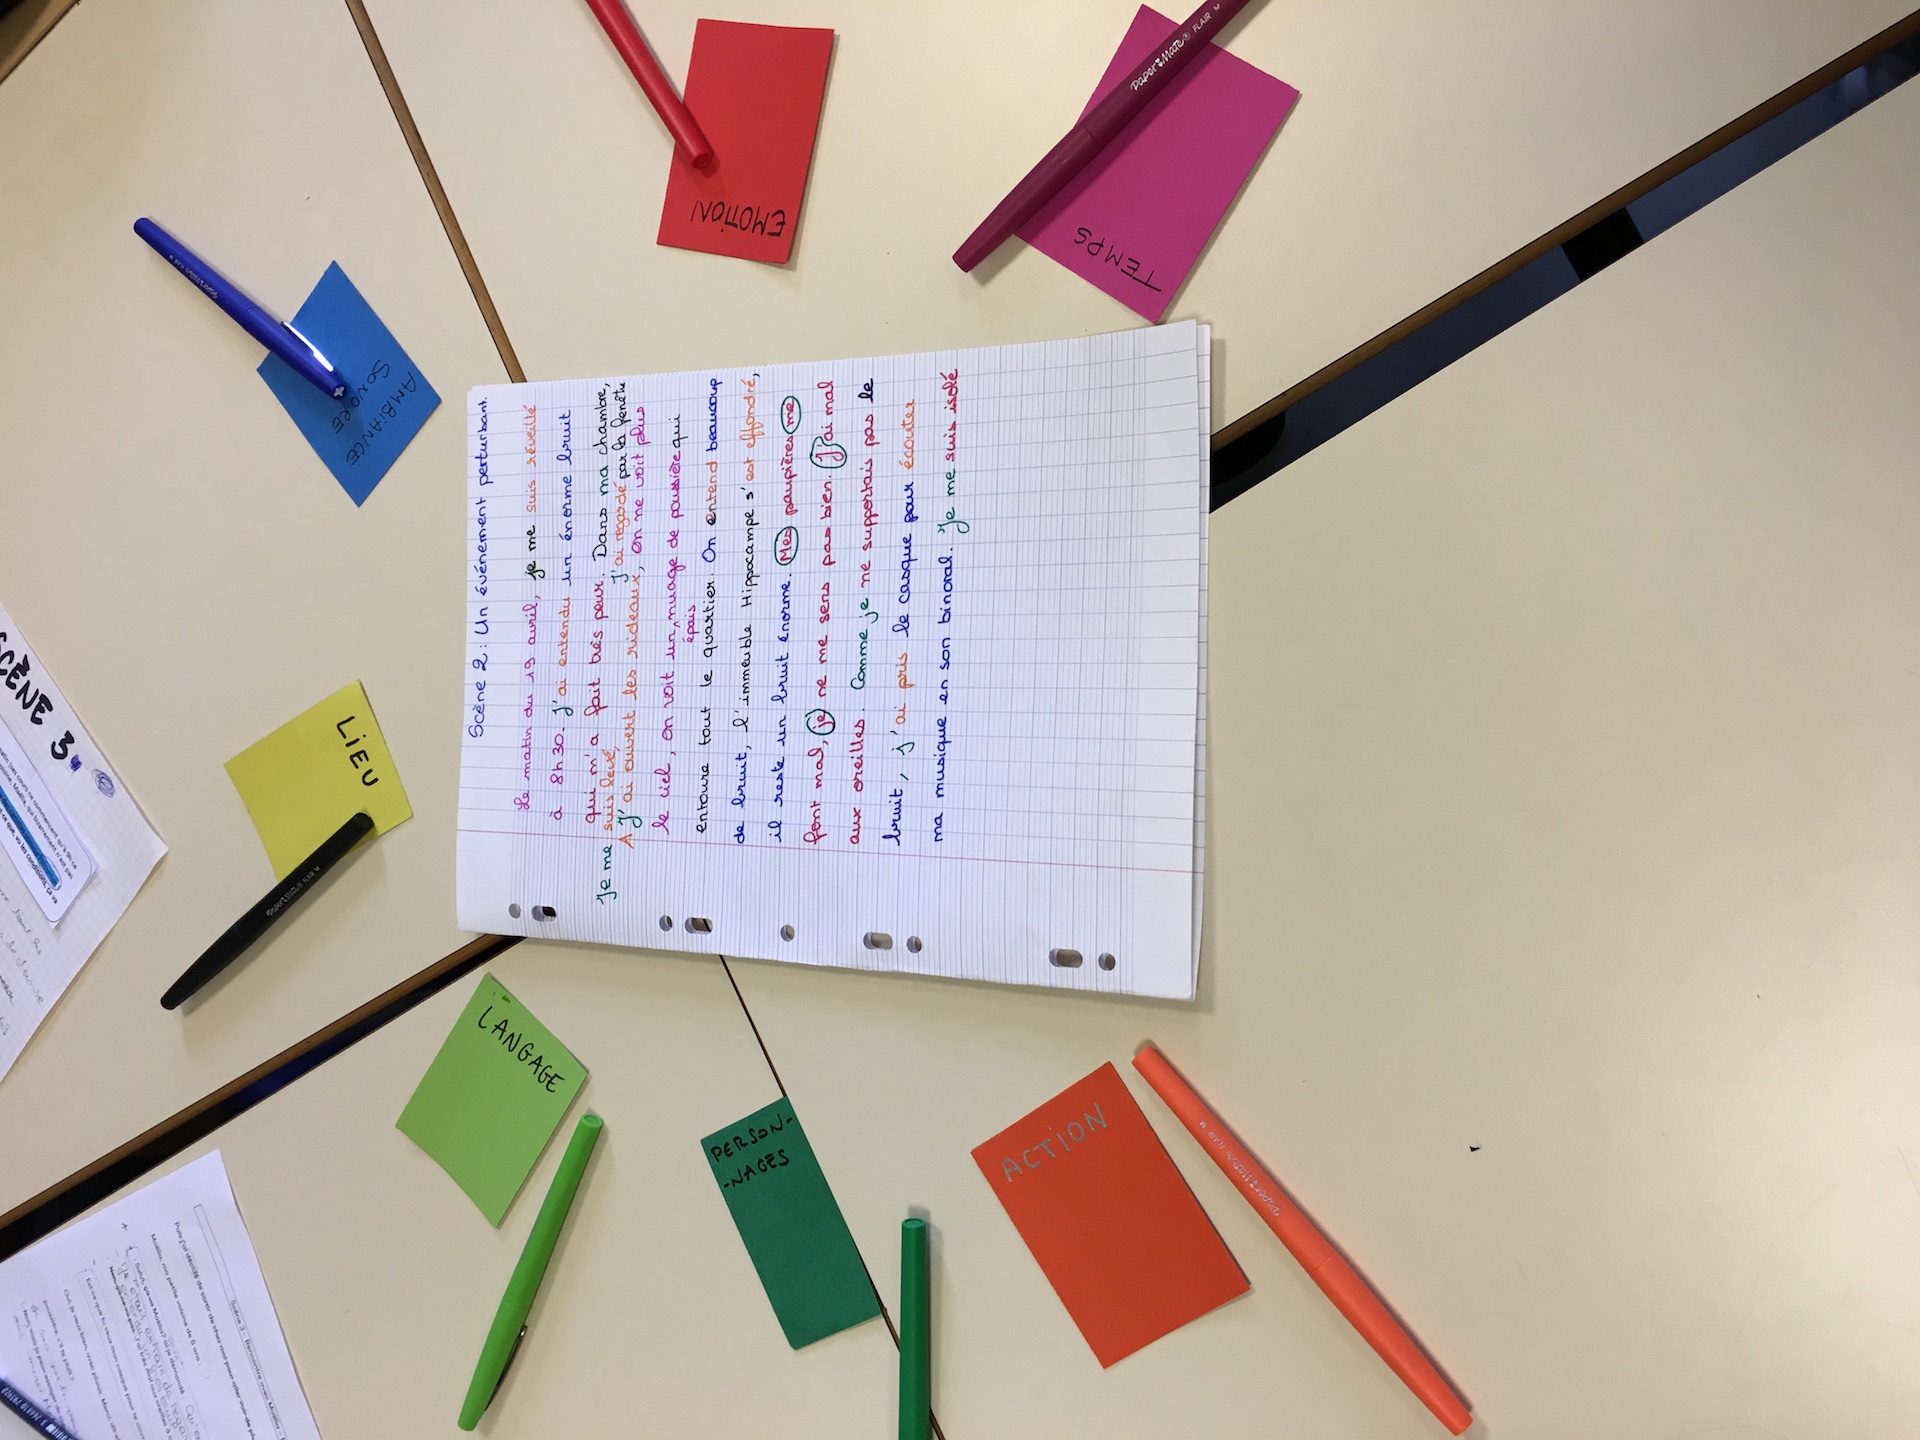 Scène 2 : Un événement perturbant.
Le matin du 19 avril, je me suis réveillé
à 8h30. J'ai entendu un énorme bruit
qui m'a fait très peur. Dans ma chambre,
Je me suis levé, J'ai regardé par la fenêtre
J'ai ouvert les rideaux, on ne voit plus
le ciel, on voit un nuage de poussière qui
épais
entoure tout le quartier. On entend beaucoup
de bruit, l'immeuble Hippocampe s'est effondré,
il reste un bruit énorme. Mes paupières me
font mal, je ne me sens pas bien. J'ai mal
aux oreilles. Comme je ne supportais pas le
bruit, j'ai pris le casque pour écouter
ma musique en son binoral. Je me suis isolé
EMOTION
TEMPS
AMBIANCE
SONORE
LIEU
LANGAGE
PERSON-
-NAGES
ACTION
SCÈNE 3
Paper Mate FLAIR M